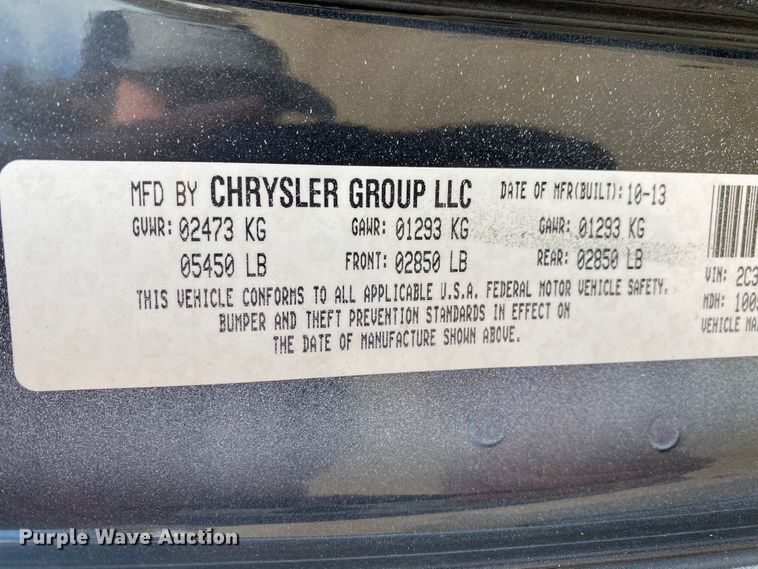 MFD BY CHRYSLER GROUP LLC DATE OF MFR(BUILT): 10-13
GVWR: 02473 KG GAWR: 01293 KG GAWR: 01293 KG
05450 LB FRONT: 02850 LB REAR: 02850 LB
THIS VEHICLE CONFORMS TO ALL APPLICABLE U.S.A. FEDERAL MOTOR VEHICLE SAFETY,
BUMPER AND THEFT PREVENTION STANDARDS IN EFFECT ON
THE DATE OF MANUFACTURE SHOWN ABOVE.
VIN: 2C3
MDH: 100
VEHICLE MA
Purple Wave Auction